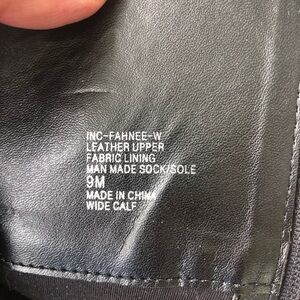 INC-FAHNEE-W
LEATHER UPPER
FABRIC LINING
MAN MADE SOCK/SOLE
9M
MADE IN CHINA
WIDE CALF